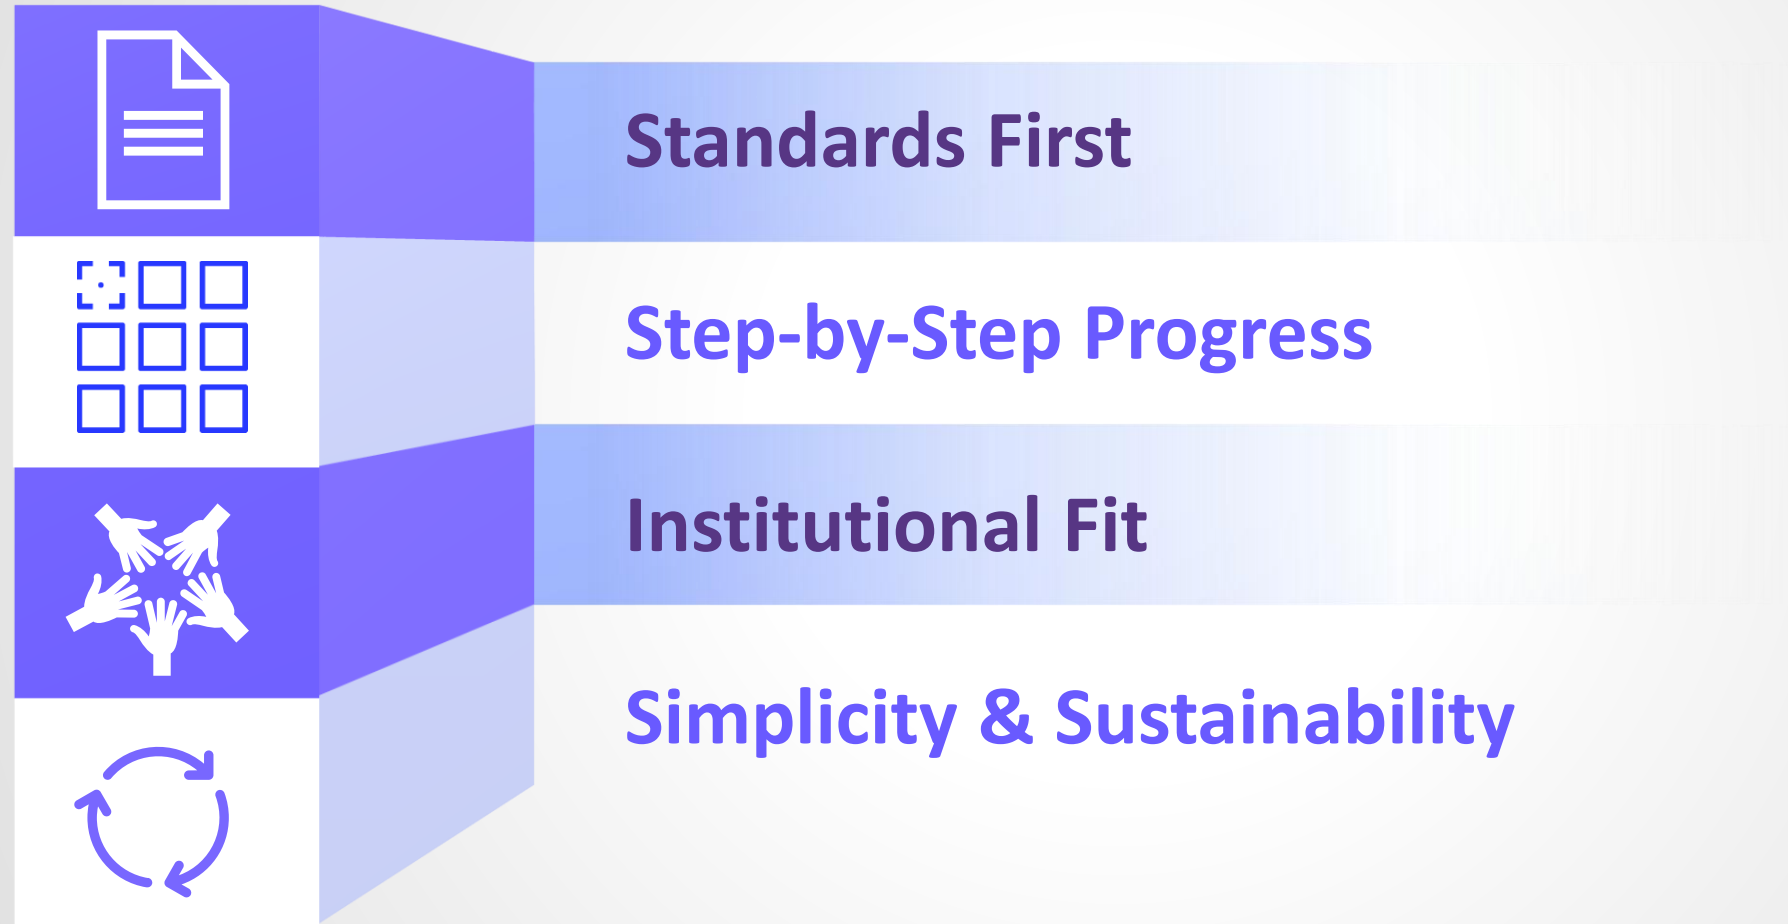 Standards First
Step-by-Step Progress
Institutional Fit
Simplicity & Sustainability